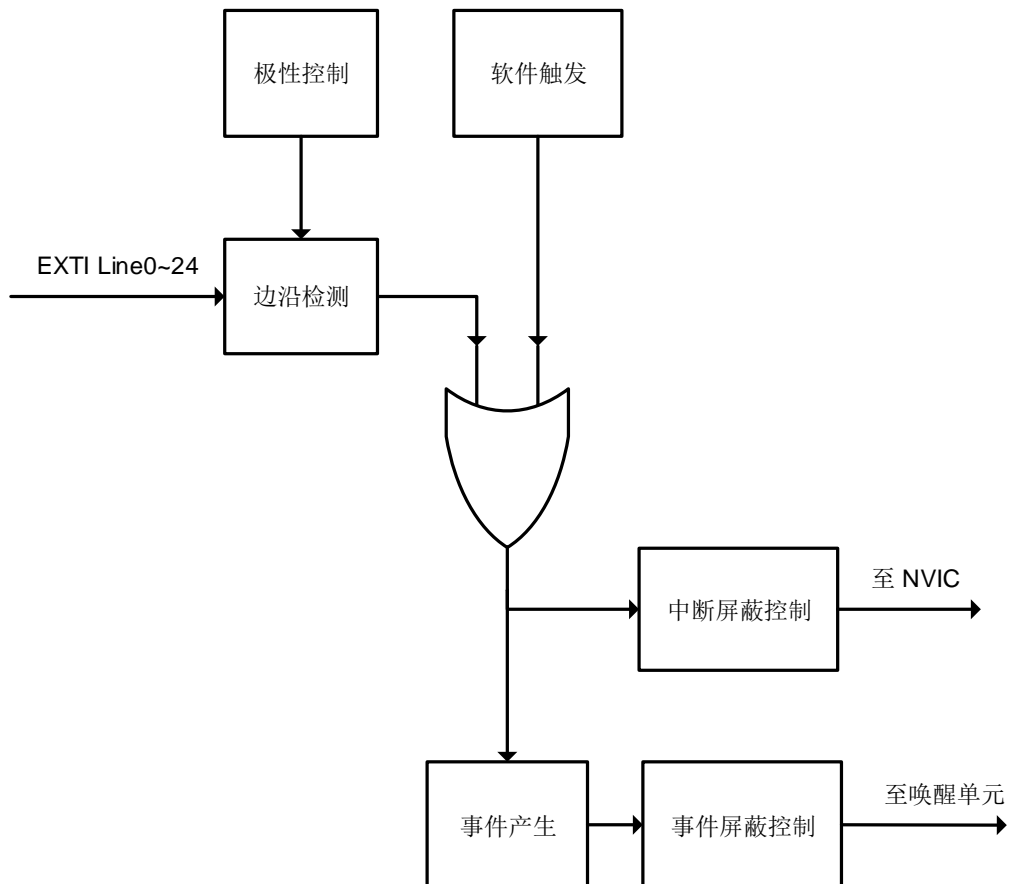 极性控制
软件触发
EXTI Line0~24
边沿检测
至 NVIC
中断屏蔽控制
至唤醒单元
事件产生
事件屏蔽控制